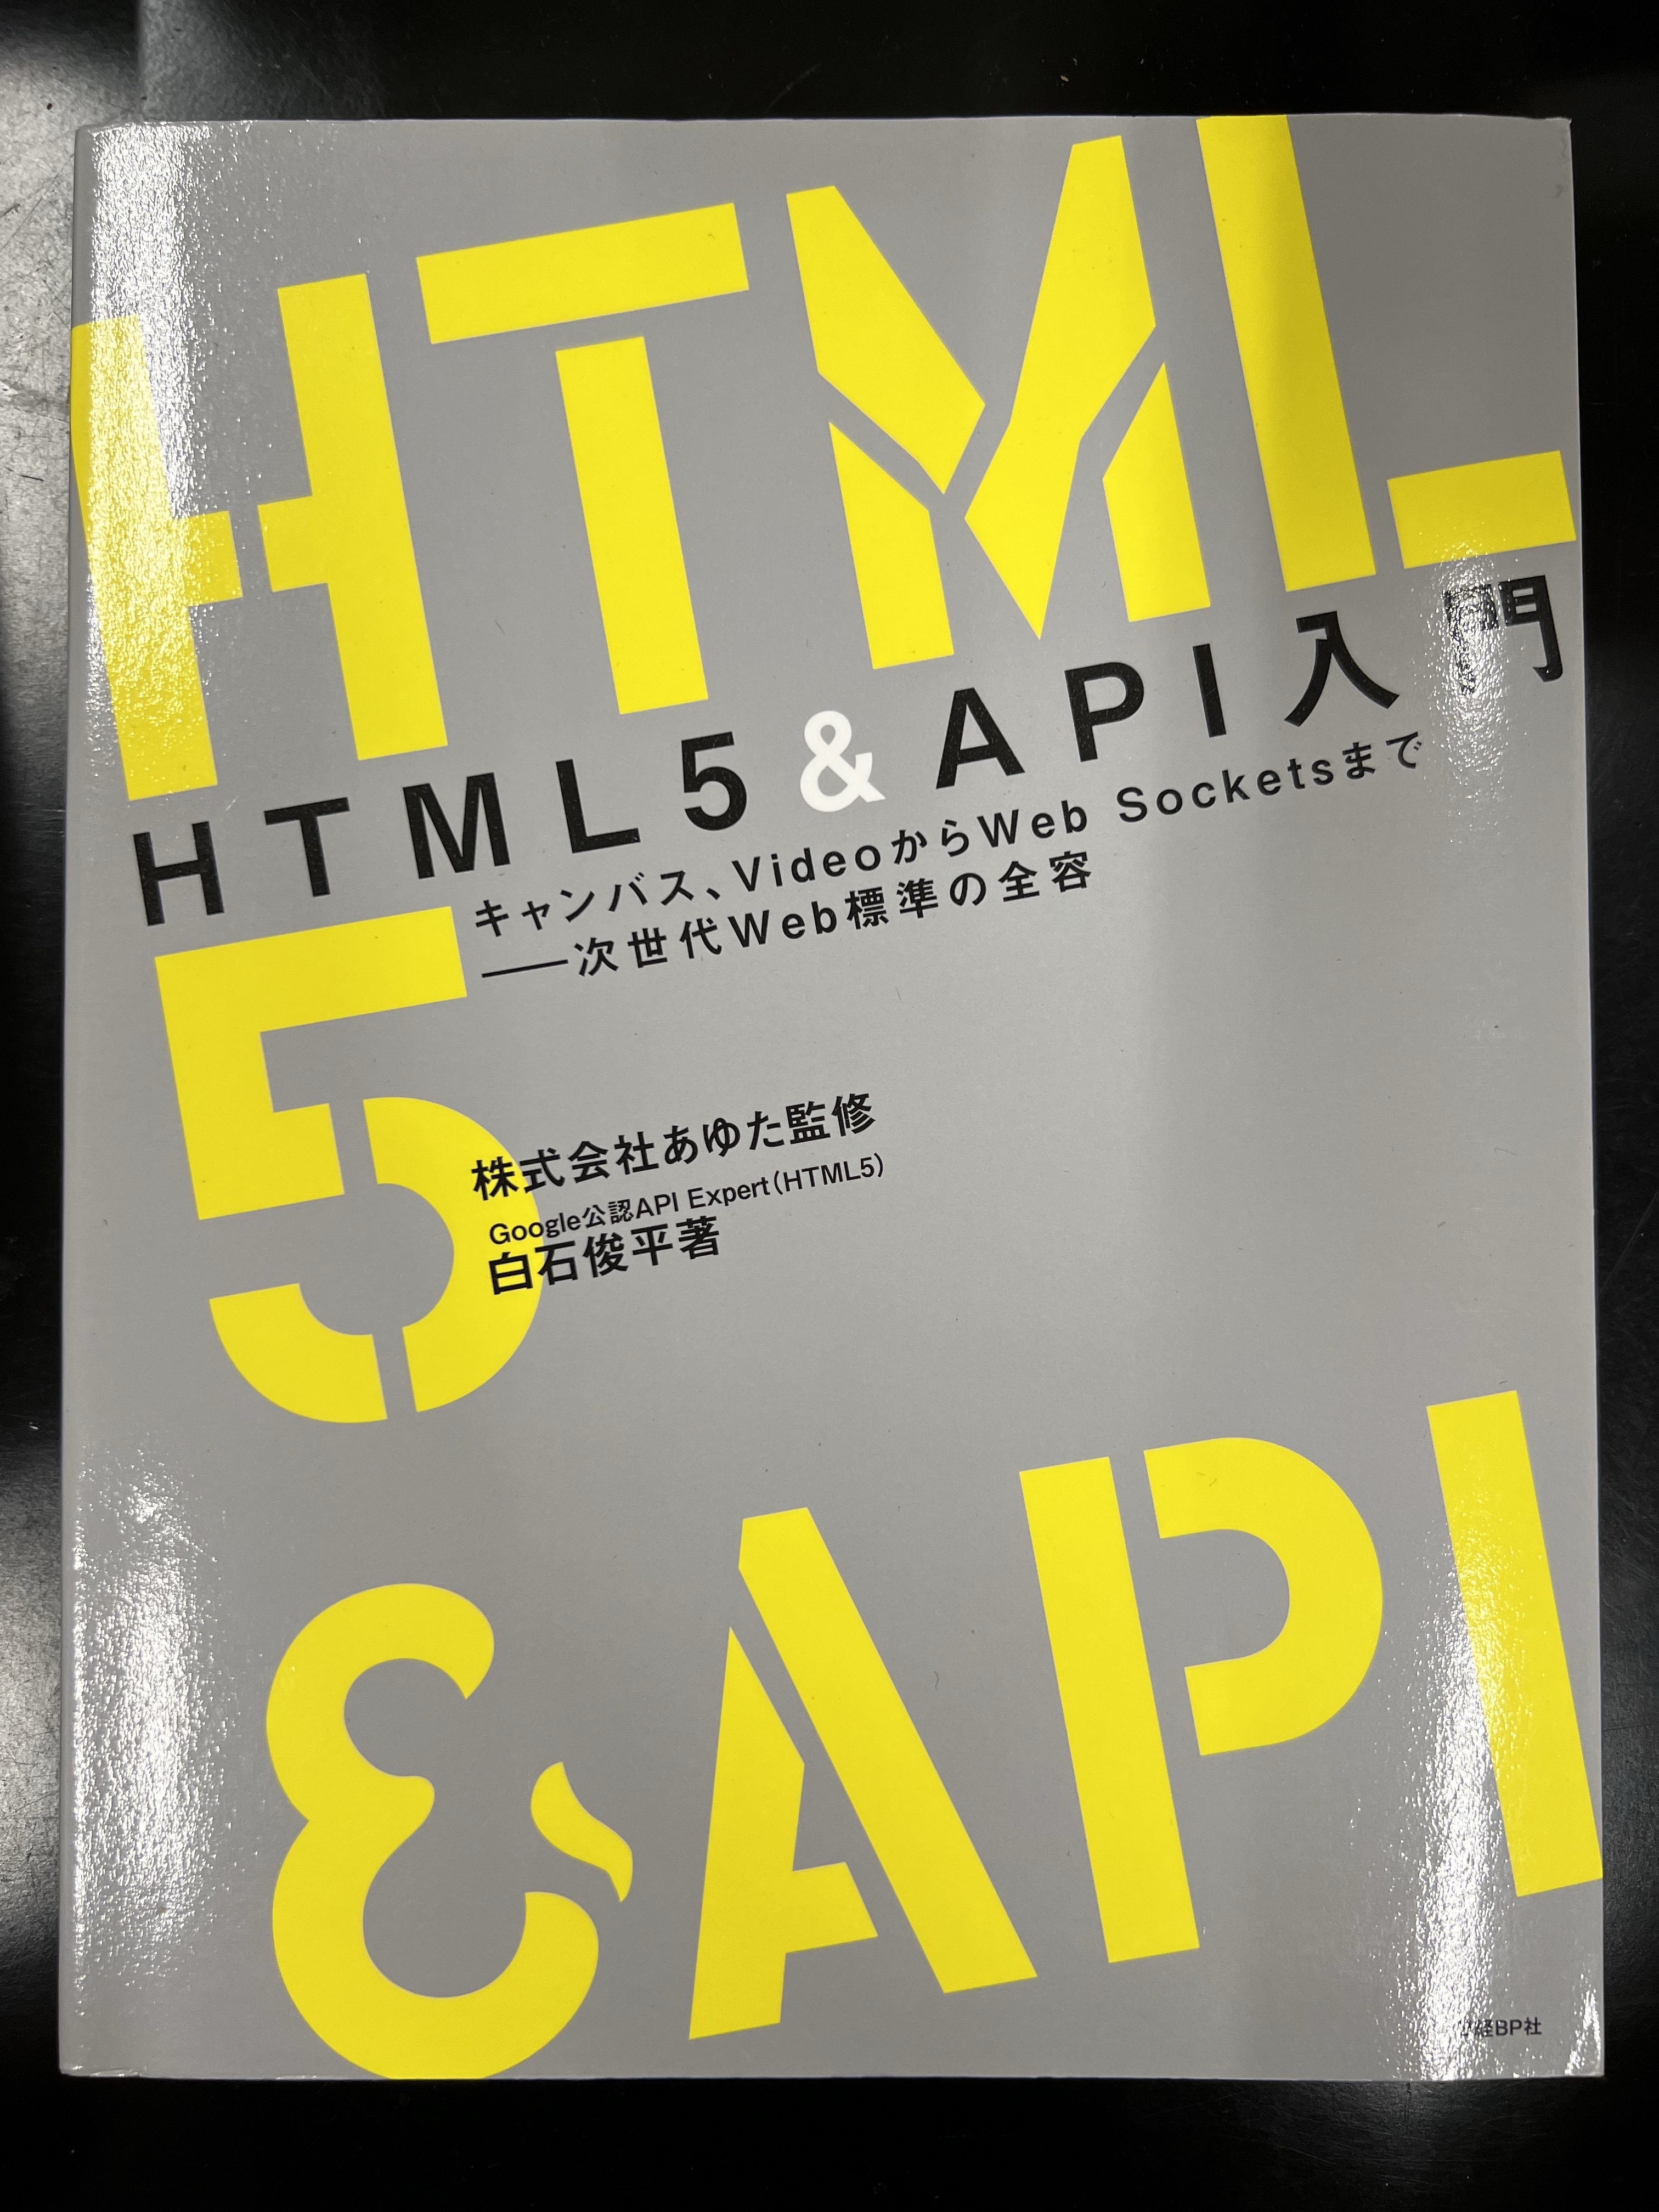 HTML
5
& API
HTML5&API入門
キャンバス、VideoからWeb Socketsまで
——次世代Web標準の全容
株式会社あゆた監修
Google公認API Expert(HTML5)
白石俊平著
日経BP社